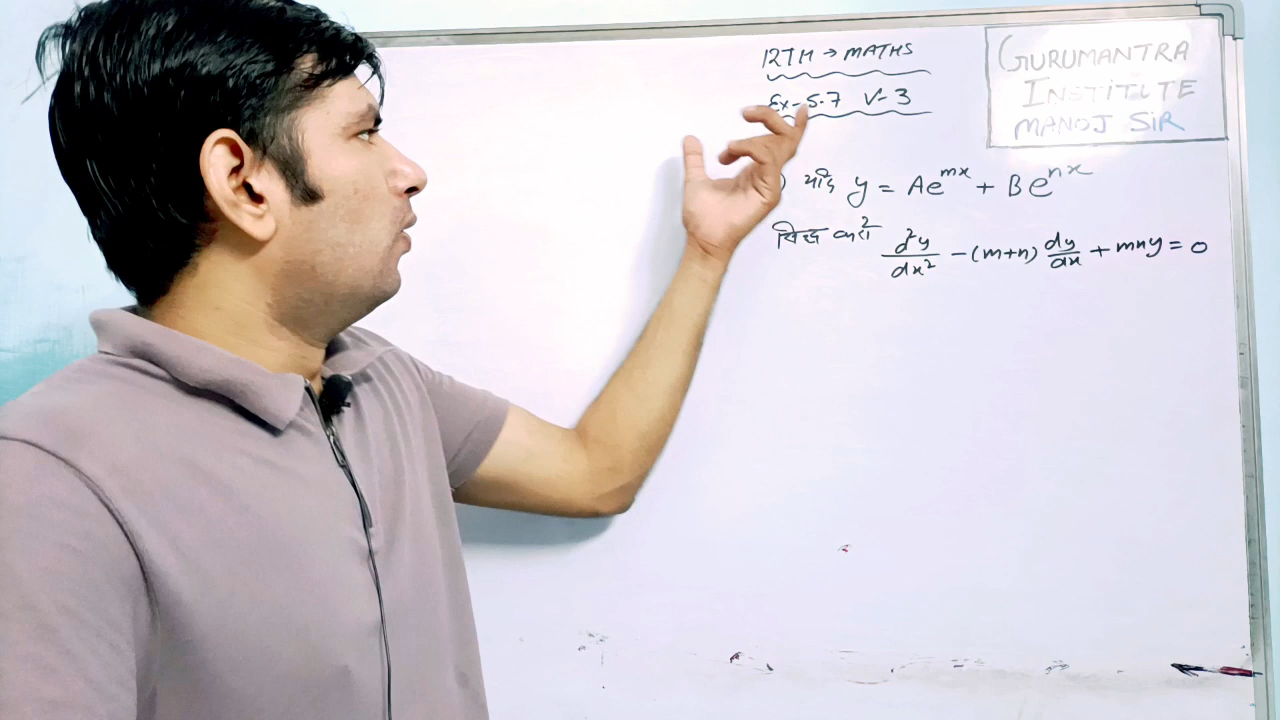 12TH → MATHS
Ex-5.7 V-3
GURUMANTRA
INSTITUTE
MANOJ SIR
) यदि y = Ae^mx + Be^nx
सिद्ध करो d²y/dx² - (m+n) dy/dx + mny = 0